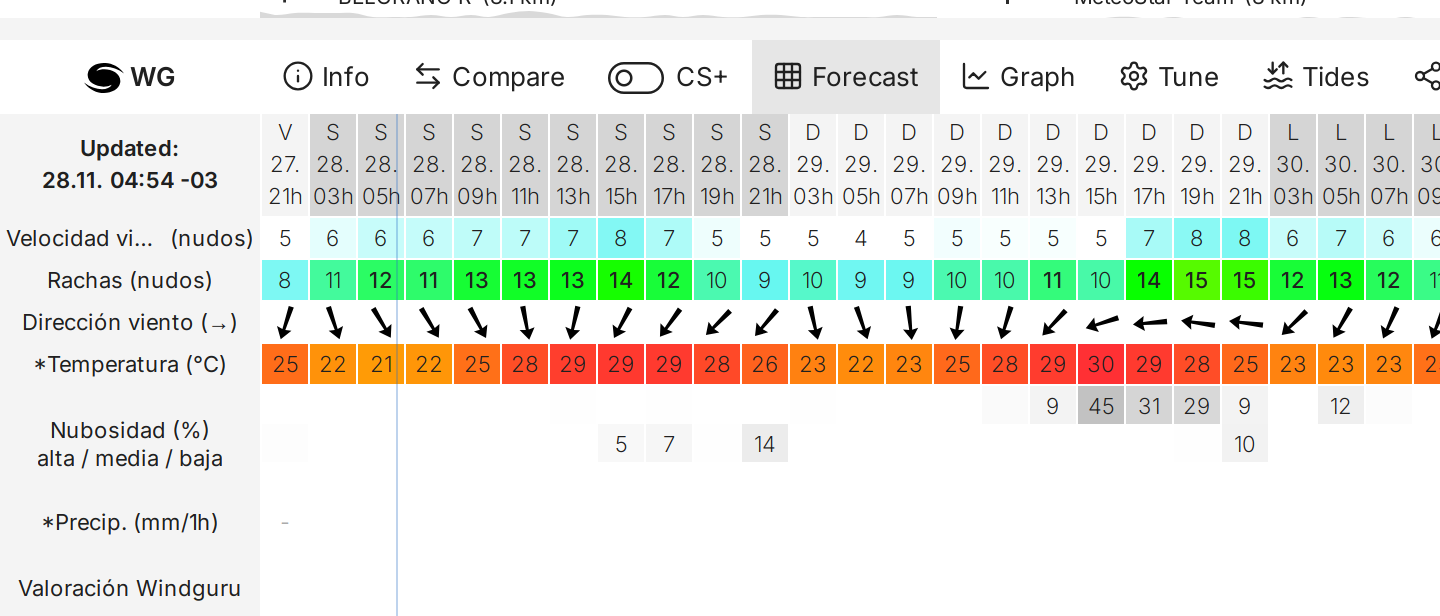 WG Info Compare CS+ Forecast Graph Tune Tides
Updated:
28.11. 04:54 -03
V S S S S S S S S S S D D D D D D D D D D L L L L
27. 28. 28. 28. 28. 28. 28. 28. 28. 28. 28. 29. 29. 29. 29. 29. 29. 29. 29. 29. 29. 30. 30. 30.
21h 03h 05h 07h 09h 11h 13h 15h 17h 19h 21h 03h 05h 07h 09h 11h 13h 15h 17h 19h 21h 03h 05h 07h
Velocidad vi... (nudos) 5 6 6 6 7 7 7 8 7 5 5 5 4 5 5 5 5 5 7 8 8 6 7 6 6
Rachas (nudos) 8 11 12 11 13 13 13 14 12 10 9 10 9 9 10 10 11 10 14 15 15 12 13 12
Dirección viento (→)
*Temperatura (°C) 25 22 21 22 25 28 29 29 29 28 26 23 22 23 25 28 29 30 29 28 25 23 23 23
9 45 31 29 9 12
Nubosidad (%)
5 7 14 10
alta / media / baja
*Precip. (mm/1h) -
Valoración Windguru